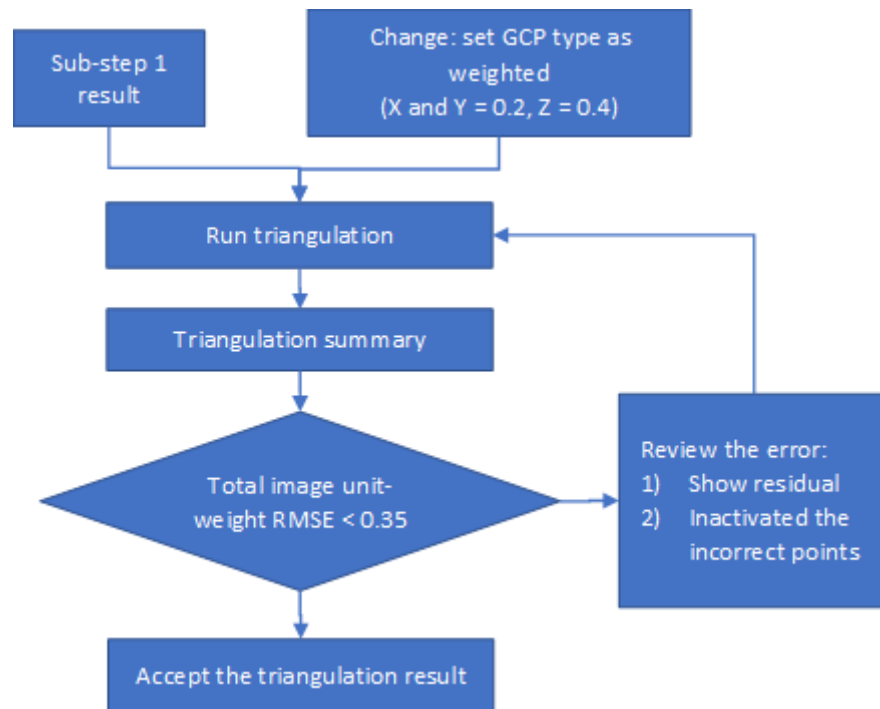 Sub-step 1
result
Change: set GCP type as
weighted
(X and Y = 0.2, Z = 0.4)
Run triangulation
Triangulation summary
Total image unit-
weight RMSE < 0.35
Review the error:
1) Show residual
2) Inactivated the
incorrect points
Accept the triangulation result